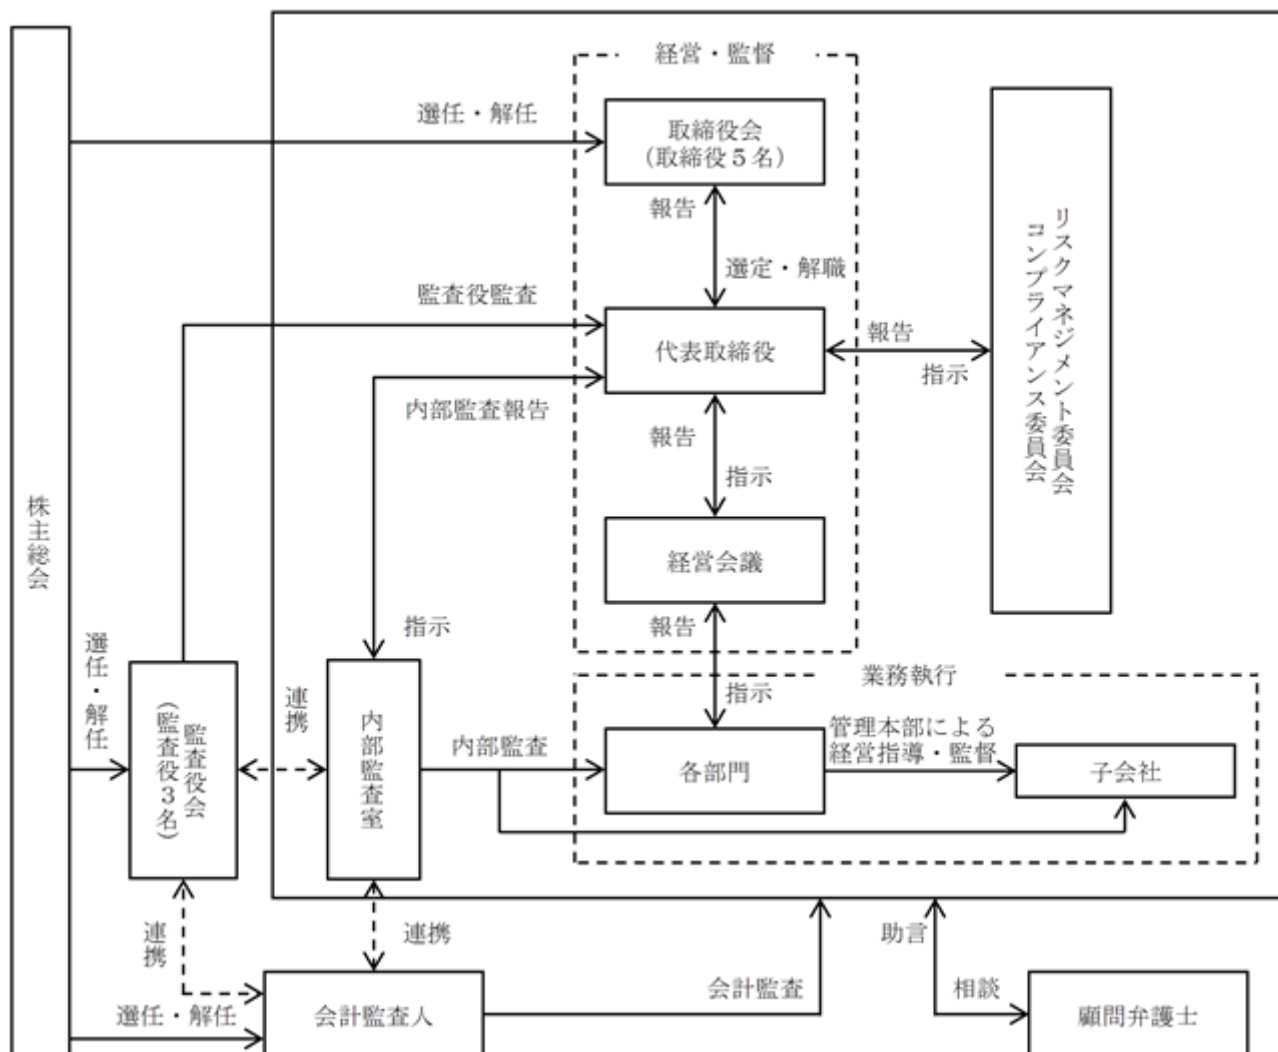 経営・監督
選任・解任
取締役会
（取締役５名）
報告
選定・解職
監査役監査
代表取締役
報告
指示
内部監査報告
報告
指示
リスクマネジメント委員会
コンプライアンス委員会
経営会議
株主総会
指示
報告
選任・解任
連携
指示
業務執行
監査役会
（監査役３名）
内部監査室
内部監査
各部門
管理本部による
経営指導・監督
子会社
連携
連携
助言
選任・解任
会計監査人
会計監査
相談
顧問弁護士